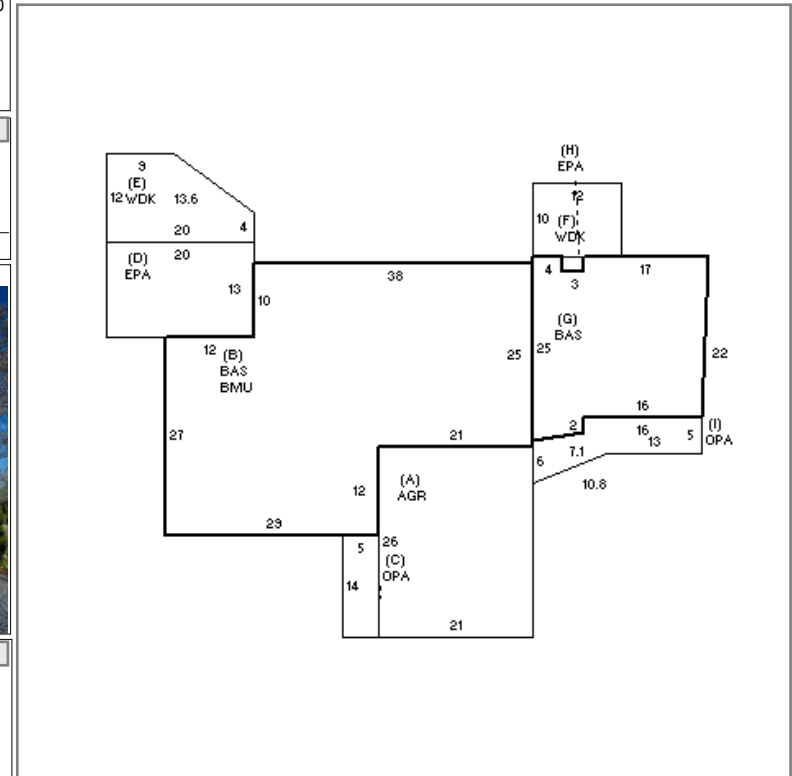 (H)
EPA
9
(E)
12 WDK 13.6
12
10 (F)
WDK
20 4
(D) 20
EPA
4 17
3
38
13 10
(G)
BAS
25 25
22
12 (B)
BAS
BMU
16
2 16 5 (I)
13 OPA
27
21
7.1
6
(A)
AGR
10.8
12
29
26
5
(C)
OPA
14
21